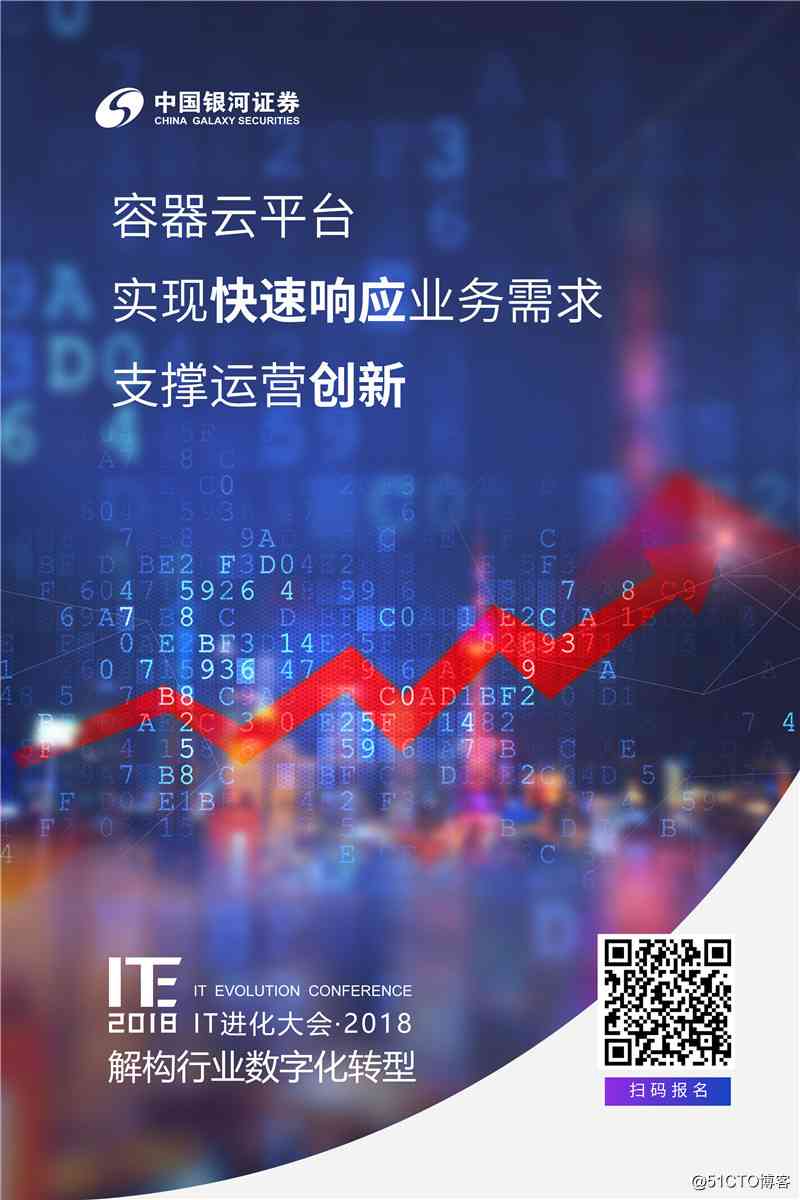 中国银河证券
CHINA GALAXY SECURITIES
容器云平台
实现快速响应业务需求
支撑运营创新
ITE
2018
IT EVOLUTION CONFERENCE
IT进化大会·2018
解构行业数字化转型
扫码报名
@51CTO博客